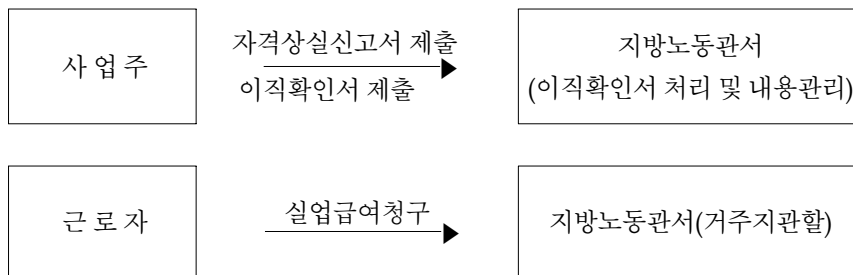 사 업 주
자격상실신고서 제출
이직확인서 제출
지방노동관서
(이직확인서 처리 및 내용관리)
근 로 자
실업급여청구
지방노동관서(거주지관할)